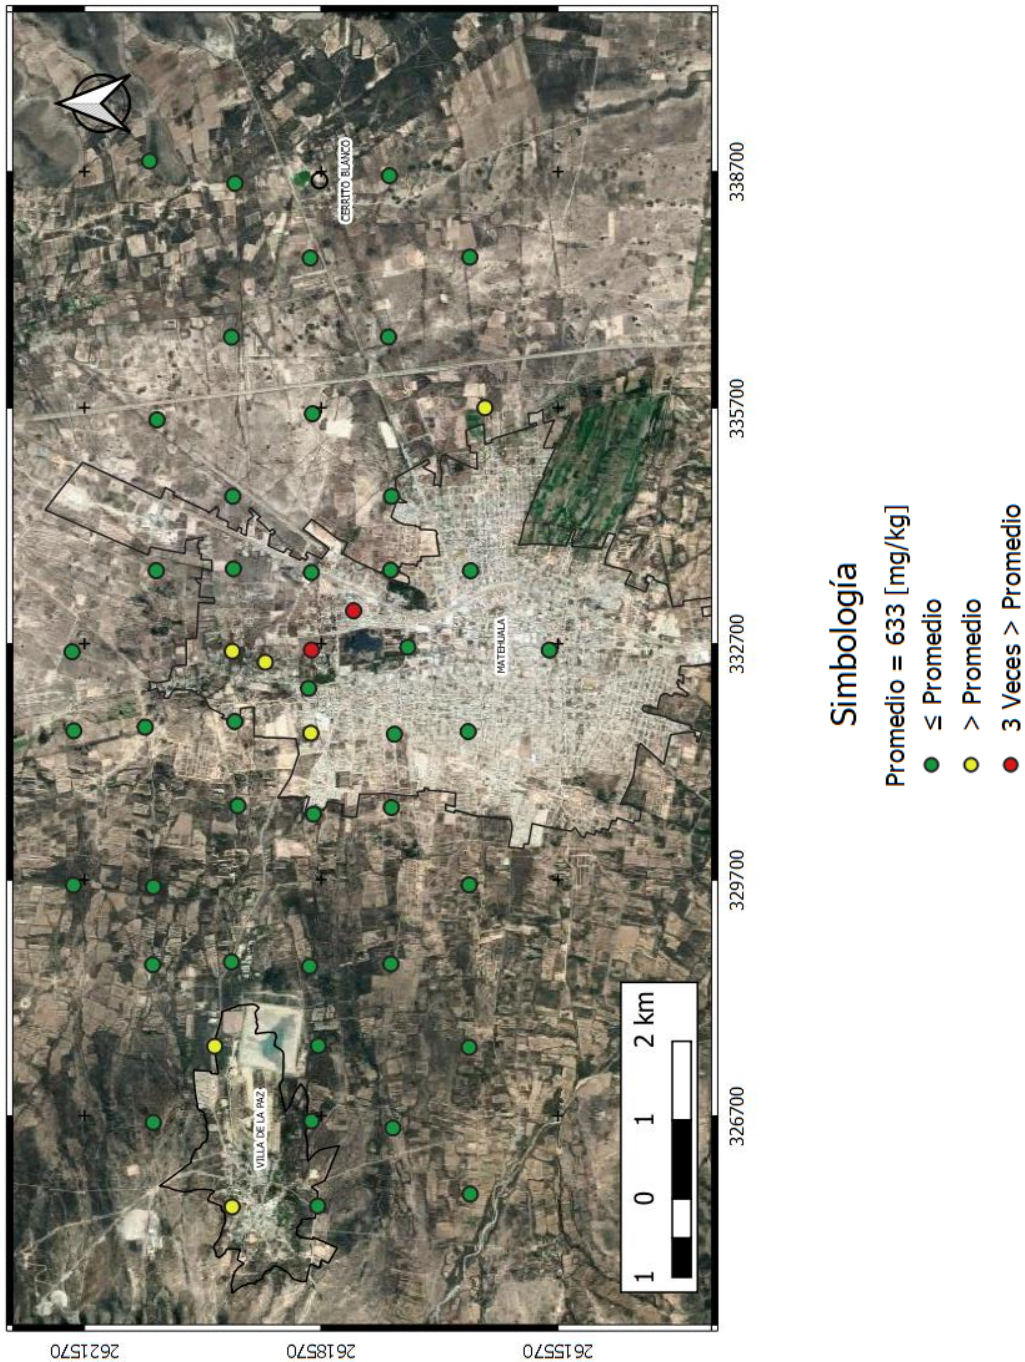 CERRITO BLANCO
MATEHUALA
VILLA DE LA PAZ
338700
335700
332700
329700
326700
2621570
2618570
2615570
1 0 1 2 km
Simbología
Promedio = 633 [mg/kg]
≤ Promedio
> Promedio
3 Veces > Promedio